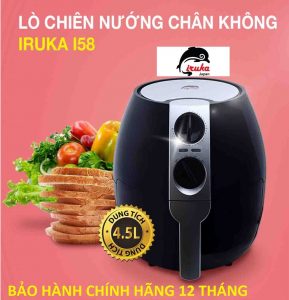 LÒ CHIÊN NƯỚNG CHÂN KHÔNG
IRUKA I58
iruka
Japan
DUNG TÍCH
4.5L
DUNG TÍCH
BẢO HÀNH CHÍNH HÃNG 12 THÁNG